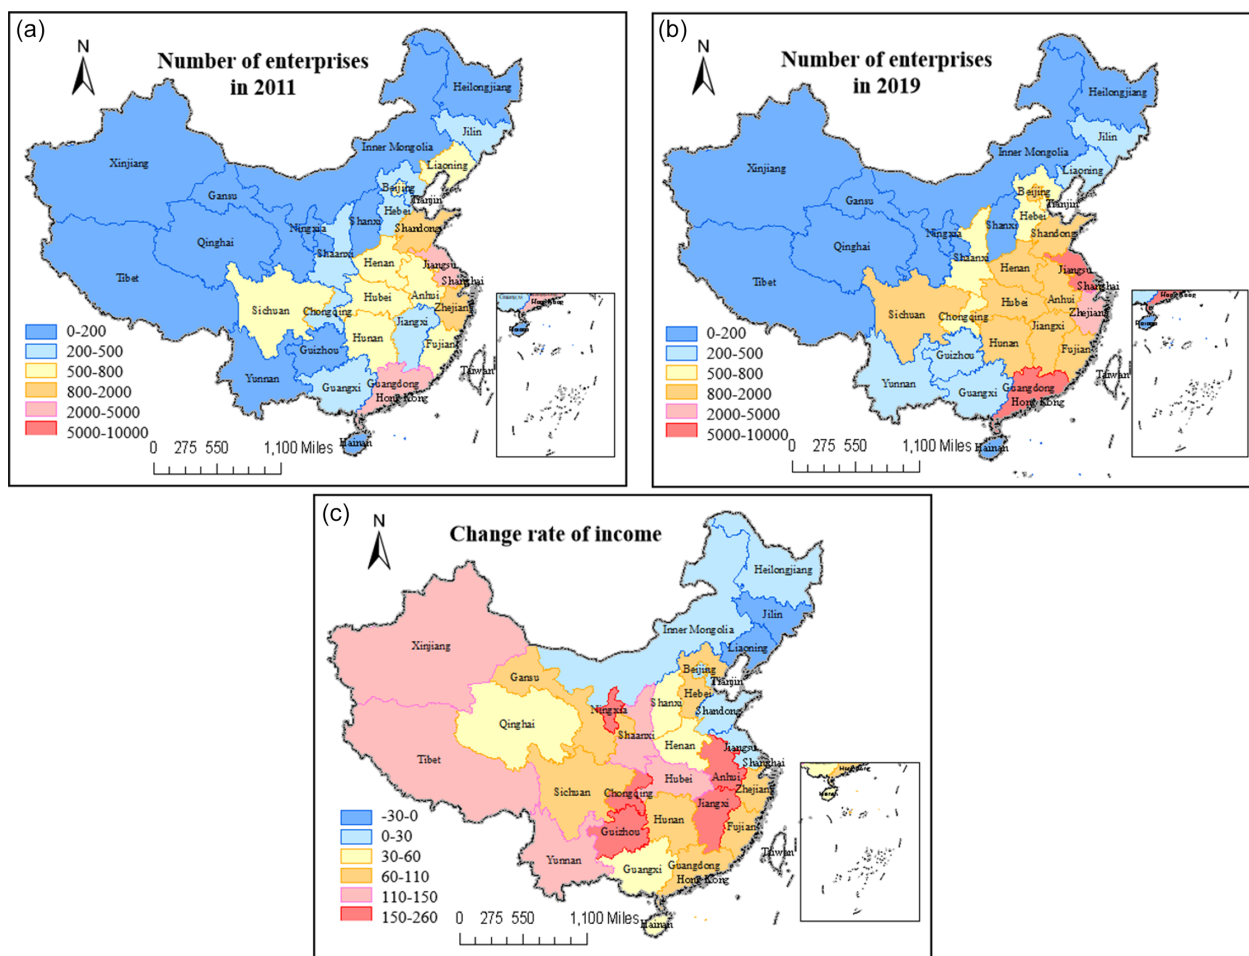 (a)
N
Number of enterprises
in 2011
Heilongjiang
Jilin
Inner Mongolia
Liaoning
Xinjiang
Gansu
Beijing
Tianjin
Hebei
Ningxia
Shanxi
Shandong
Qinghai
Shaanxi
Henan
Jiangsu
Tibet
Shanghai
Hubei
Anhui
Sichuan
Chongqing
Zhejiang
Jiangxi
Hunan
Fujian
Guizhou
Yunnan
Guangxi
Guangdong
Hong Kong
Taiwan
Hainan
0-200
200-500
500-800
800-2000
2000-5000
5000-10000
0 275 550 1,100 Miles
(b)
N
Number of enterprises
in 2019
Heilongjiang
Jilin
Inner Mongolia
Liaoning
Xinjiang
Gansu
Beijing
Tianjin
Hebei
Ningxia
Shanxi
Shandong
Qinghai
Shaanxi
Henan
Jiangsu
Tibet
Shanghai
Hubei
Anhui
Sichuan
Chongqing
Zhejiang
Jiangxi
Hunan
Fujian
Guizhou
Yunnan
Guangxi
Guangdong
Hong Kong
Taiwan
Hainan
0-200
200-500
500-800
800-2000
2000-5000
5000-10000
0 275 550 1,100 Miles
(c)
N
Change rate of income
Heilongjiang
Jilin
Inner Mongolia
Liaoning
Xinjiang
Gansu
Beijing
Tianjin
Hebei
Ningxia
Shanxi
Shandong
Qinghai
Shaanxi
Henan
Jiangsu
Tibet
Shanghai
Hubei
Anhui
Sichuan
Chongqing
Zhejiang
Jiangxi
Hunan
Fujian
Guizhou
Yunnan
Guangxi
Guangdong
Hong Kong
Taiwan
Hainan
-30-0
0-30
30-60
60-110
110-150
150-260
0 275 550 1,100 Miles